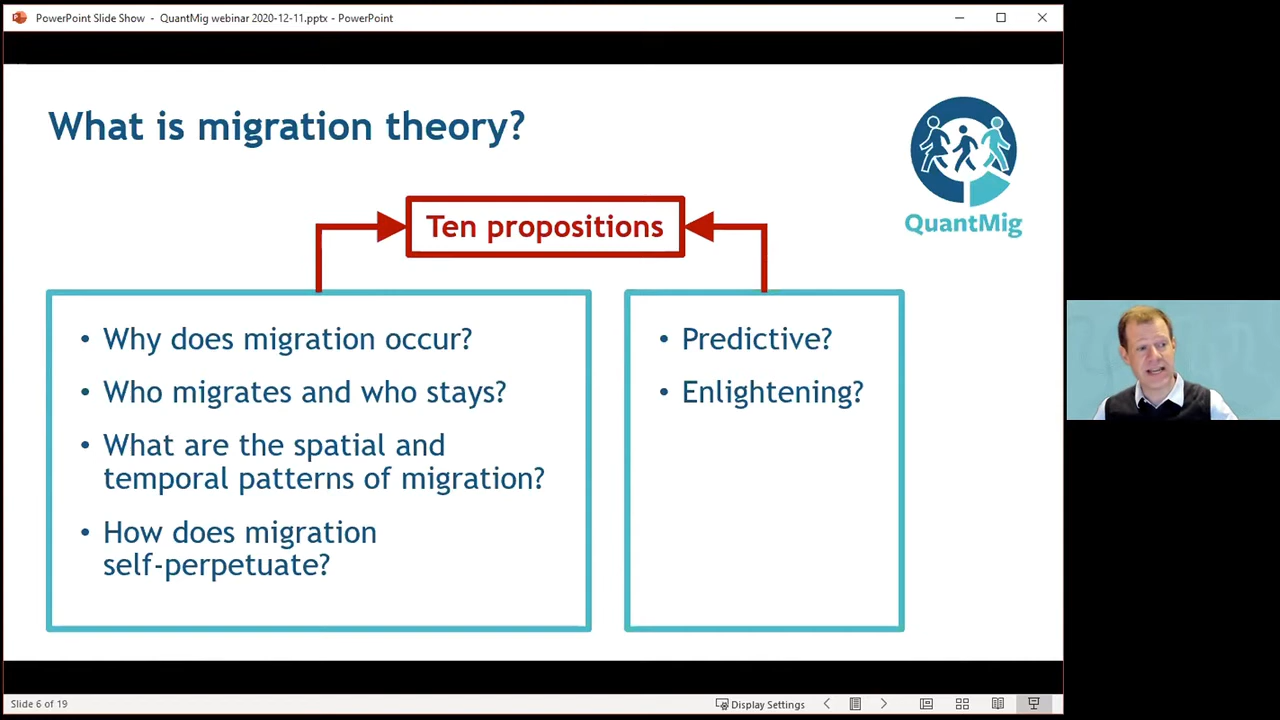 PowerPoint Slide Show - QuantMig webinar 2020-12-11.pptx - PowerPoint
What is migration theory?
QuantMig
Ten propositions
• Why does migration occur?
• Who migrates and who stays?
• What are the spatial and
temporal patterns of migration?
• How does migration
self-perpetuate?
• Predictive?
• Enlightening?
Slide 6 of 19
Display Settings